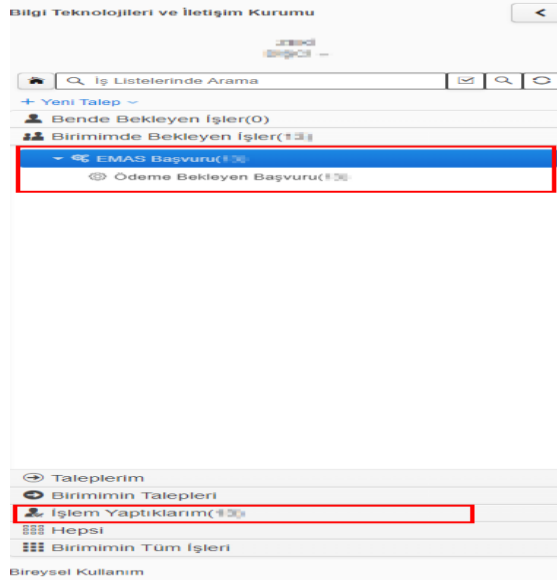 Bilgi Teknolojileri ve İletişim Kurumu
İş Listelerinde Arama
+ Yeni Talep
Bende Bekleyen İşler(0)
Birimimde Bekleyen İşler(
EMAS Başvuru(
Ödeme Bekleyen Başvuru(
Taleplerim
Birimimin Talepleri
İşlem Yaptıklarım(
Hepsi
Birimimin Tüm İşleri
Bireysel Kullanım